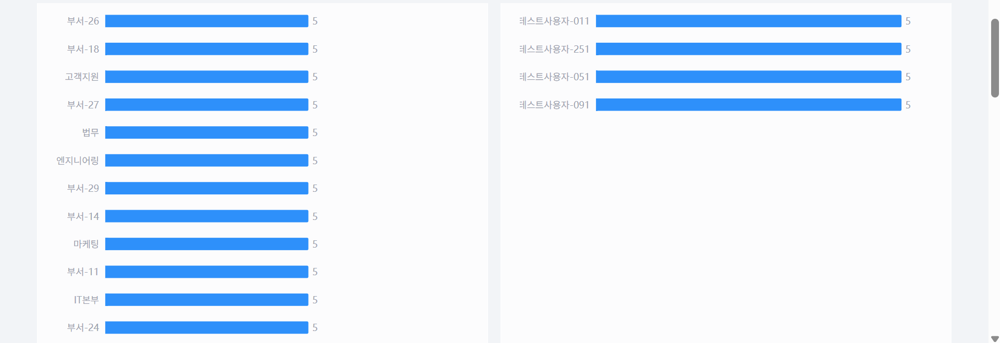 부서-26 5
부서-18 5
고객지원 5
부서-27 5
법무 5
엔지니어링 5
부서-29 5
부서-14 5
마케팅 5
부서-11 5
IT본부 5
부서-24 5
테스트사용자-011 5
테스트사용자-251 5
테스트사용자-051 5
테스트사용자-091 5